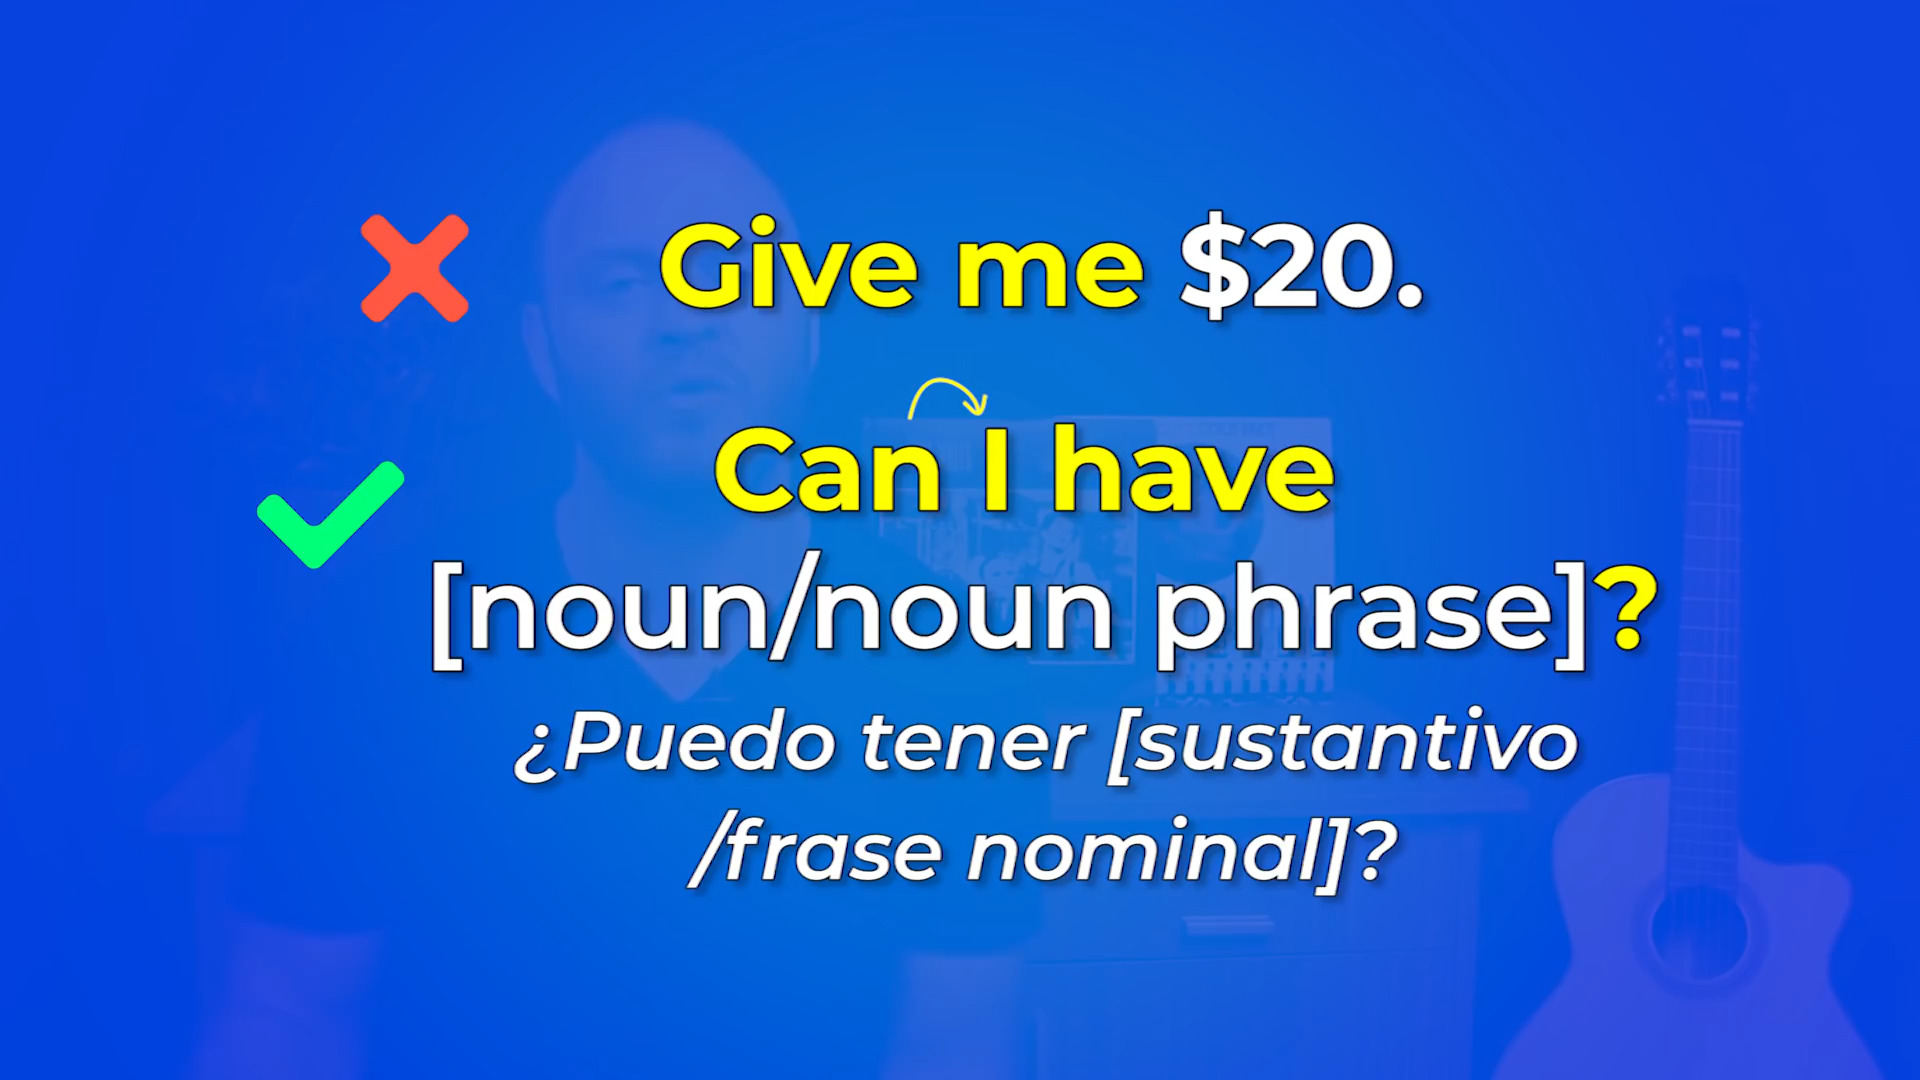 Give me $20.
Can I have
[noun/noun phrase]?
¿Puedo tener [sustantivo
/frase nominal]?